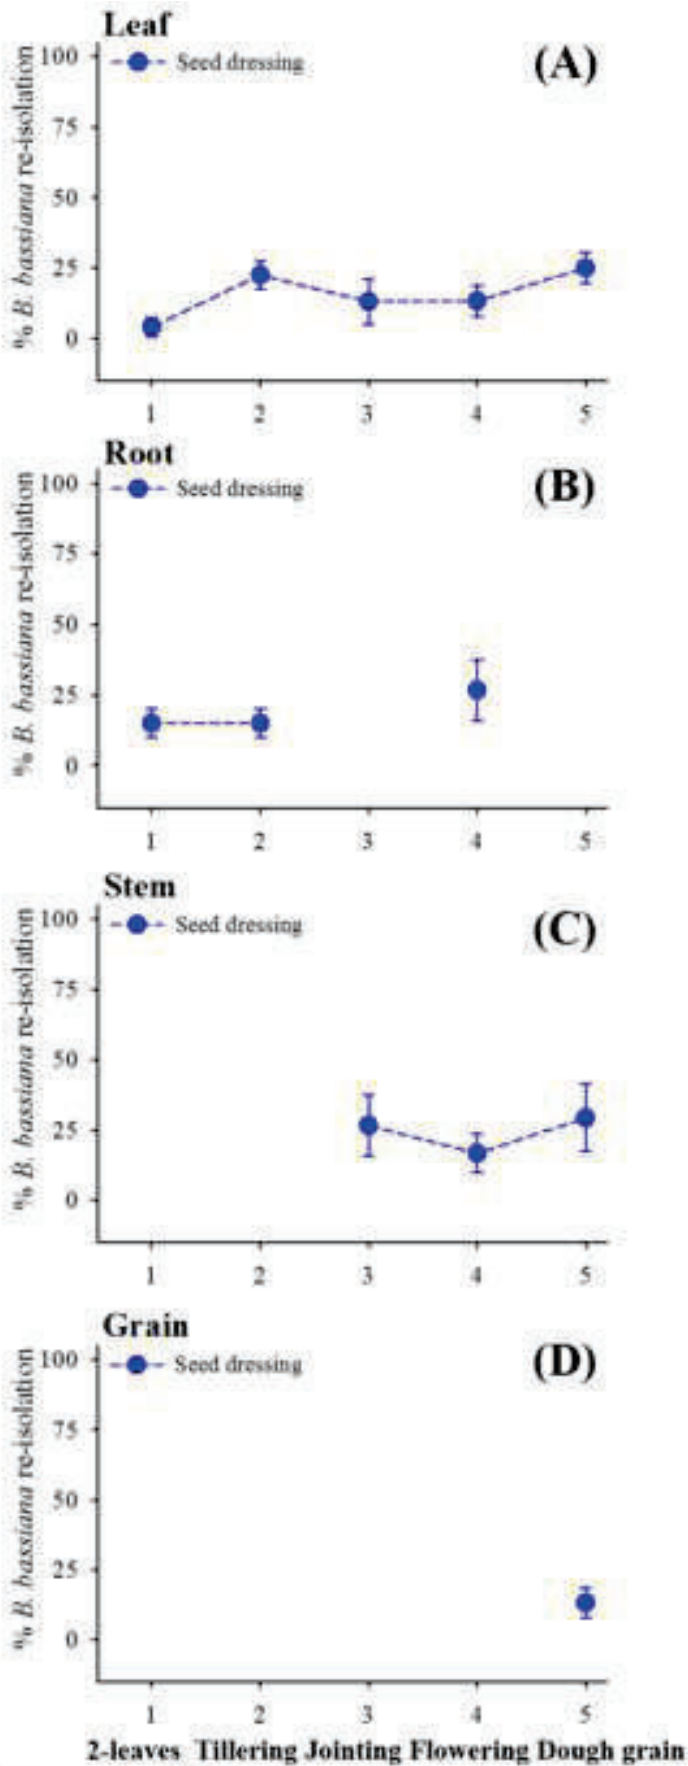 Leaf
% B. bassiana re-isolation
100
75
50
25
0
Seed dressing
(A)
1 2 3 4 5
Root
% B. bassiana re-isolation
100
75
50
25
0
Seed dressing
(B)
1 2 3 4 5
Stem
% B. bassiana re-isolation
100
75
50
25
0
Seed dressing
(C)
1 2 3 4 5
Grain
% B. bassiana re-isolation
100
75
50
25
0
Seed dressing
(D)
1 2 3 4 5
2-leaves Tillering Jointing Flowering Dough grain